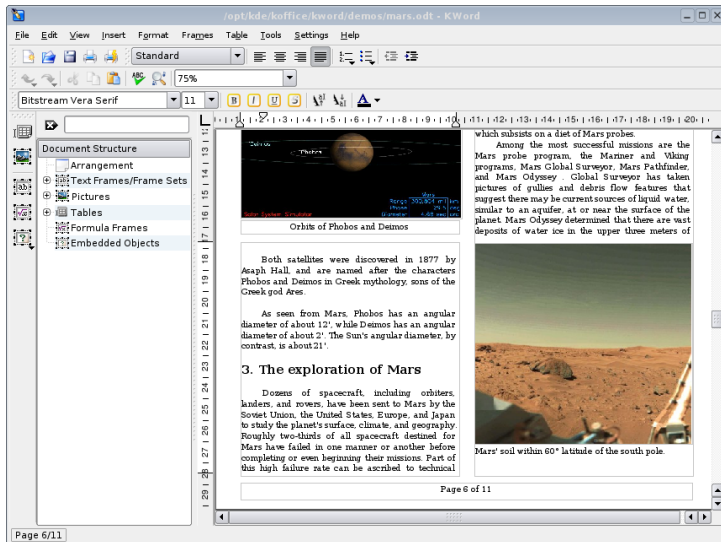 /opt/kde/koffice/kword/demos/mars.odt - KWord
File Edit View Insert Format Frames Table Tools Settings Help
Standard
75%
Bitstream Vera Serif 11
Document Structure
Arrangement
Text Frames/Frame Sets
Pictures
Tables
Formula Frames
Embedded Objects
Deimos
Phobos
Mars
Solar System Simulator
Orbits of Phobos and Deimos
Both satellites were discovered in 1877 by
Asaph Hall, and are named after the characters
Phobos and Deimos in Greek mythology, sons of the
Greek god Ares.
As seen from Mars, Phobos has an angular
diameter of about 12', while Deimos has an angular
diameter of about 2'. The Sun's angular diameter, by
contrast, is about 21'.
3. The exploration of Mars
Dozens of spacecraft, including orbiters,
landers, and rovers, have been sent to Mars by the
Soviet Union, the United States, Europe, and Japan
to study the planet's surface, climate, and geography.
Roughly two-thirds of all spacecraft destined for
Mars have failed in one manner or another before
completing or even beginning their missions. Part of
this high failure rate can be ascribed to technical
which subsists on a diet of Mars probes.
Among the most successful missions are the
Mars probe program, the Mariner and Viking
programs, Mars Global Surveyor, Mars Pathfinder,
and Mars Odyssey . Global Surveyor has taken
pictures of gullies and debris flow features that
suggest there may be current sources of liquid water,
similar to an aquifer, at or near the surface of the
planet. Mars Odyssey determined that there are vast
deposits of water ice in the upper three meters of
Mars' soil within 60° latitude of the south pole.
Page 6 of 11
Page 6/11